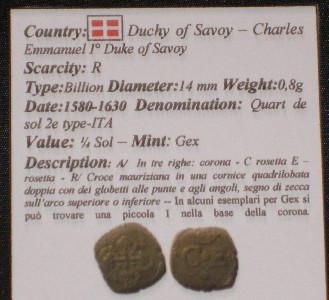 Country: Duchy of Savoy – Charles
Emmanuel I° Duke of Savoy
Scarcity: R
Type:Billion Diameter:14 mm Weight:0,8g
Date:1580-1630 Denomination: Quart de
sol 2e type-ITA
Value: ¼ Sol – Mint: Gex
Description: A/ In tre righe: corona - C rosetta E –
rosetta - R/ Croce mauriziana in una cornice quadrilobata
doppia con dei globetti alle punte e agli angoli, segno di zecca
sull'arco superiore o inferiore -- In alcuni esemplari per Gex si
può trovare una piccola 1 nella base della corona.